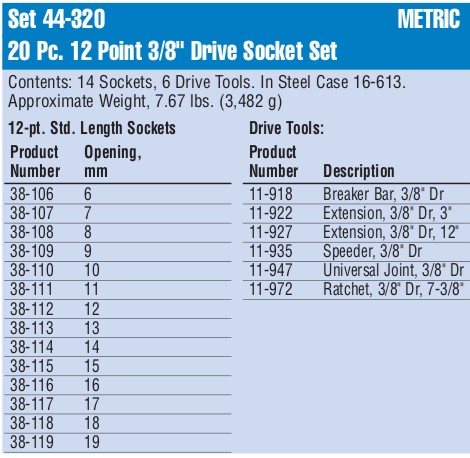 Set 44-320 METRIC
20 Pc. 12 Point 3/8" Drive Socket Set
Contents: 14 Sockets, 6 Drive Tools. In Steel Case 16-613.
Approximate Weight, 7.67 lbs. (3,482 g)
12-pt. Std. Length Sockets
Product Opening,
Number mm
38-106 6
38-107 7
38-108 8
38-109 9
38-110 10
38-111 11
38-112 12
38-113 13
38-114 14
38-115 15
38-116 16
38-117 17
38-118 18
38-119 19
Drive Tools:
Product
Number Description
11-918 Breaker Bar, 3/8" Dr
11-922 Extension, 3/8" Dr, 3"
11-927 Extension, 3/8" Dr, 12"
11-935 Speeder, 3/8" Dr
11-947 Universal Joint, 3/8" Dr
11-972 Ratchet, 3/8" Dr, 7-3/8"